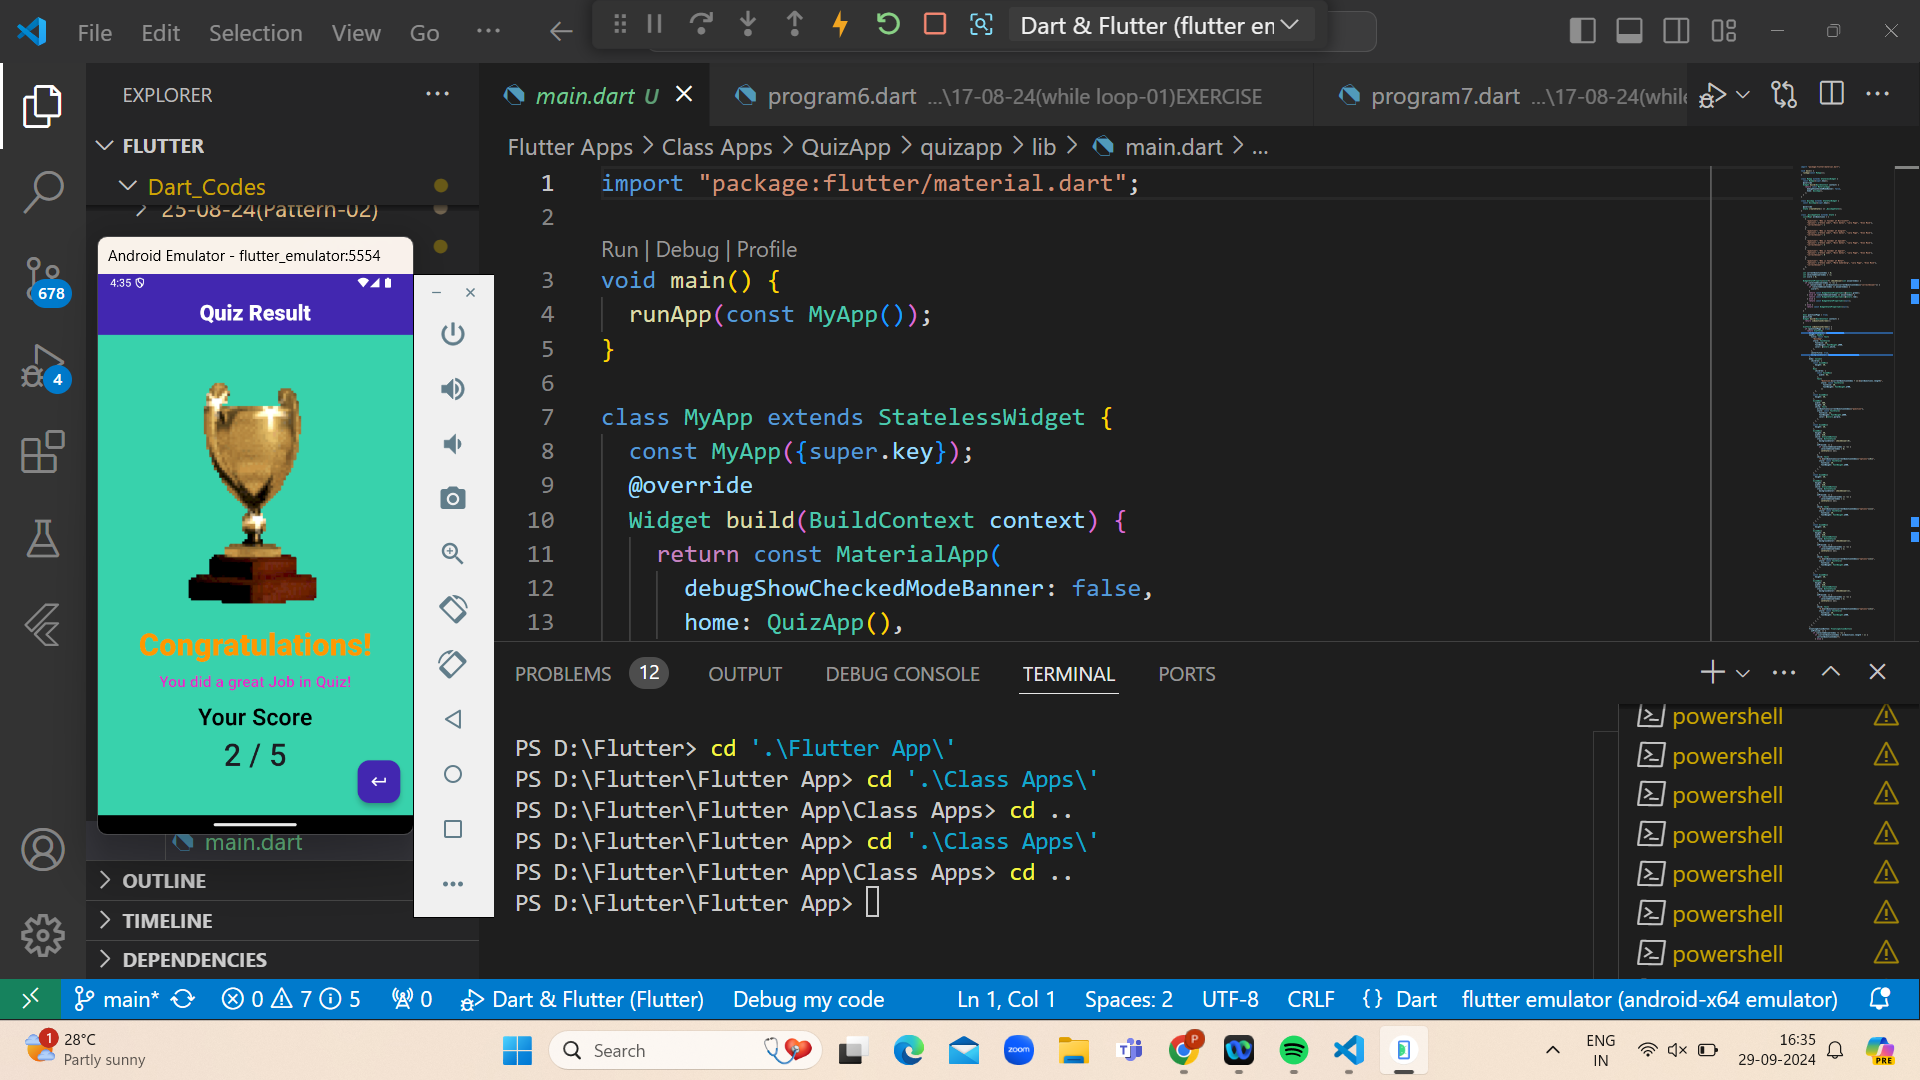 File Edit Selection View Go ...
Dart & Flutter (flutter en
EXPLORER
FLUTTER
Dart_Codes
25-08-24(Pattern-02)
678
4
main.dart
OUTLINE
TIMELINE
DEPENDENCIES
Android Emulator - flutter_emulator:5554
4:35
Quiz Result
Congratulations!
You did a great Job in Quiz!
Your Score
2 / 5
main.dart U
program6.dart ...\17-08-24(while loop-01)EXERCISE
program7.dart ...\17-08-24(while
Flutter Apps > Class Apps > QuizApp > quizapp > lib > main.dart > ...
1 import "package:flutter/material.dart";
2
Run | Debug | Profile
3 void main() {
4 runApp(const MyApp());
5 }
6
7 class MyApp extends StatelessWidget {
8 const MyApp({super.key});
9 @override
10 Widget build(BuildContext context) {
11 return const MaterialApp(
12 debugShowCheckedModeBanner: false,
13 home: QuizApp(),
PROBLEMS 12 OUTPUT DEBUG CONSOLE TERMINAL PORTS
PS D:\Flutter> cd '.\Flutter App\'
PS D:\Flutter\Flutter App> cd '.\Class Apps\'
PS D:\Flutter\Flutter App\Class Apps> cd ..
PS D:\Flutter\Flutter App> cd '.\Class Apps\'
PS D:\Flutter\Flutter App\Class Apps> cd ..
PS D:\Flutter\Flutter App>
powershell
powershell
powershell
powershell
powershell
powershell
powershell
main* 0 7 5 0 Dart & Flutter (Flutter) Debug my code Ln 1, Col 1 Spaces: 2 UTF-8 CRLF {} Dart flutter emulator (android-x64 emulator)
1
28°C
Partly sunny
Search
zoom
P
PRE
ENG
IN
16:35
29-09-2024